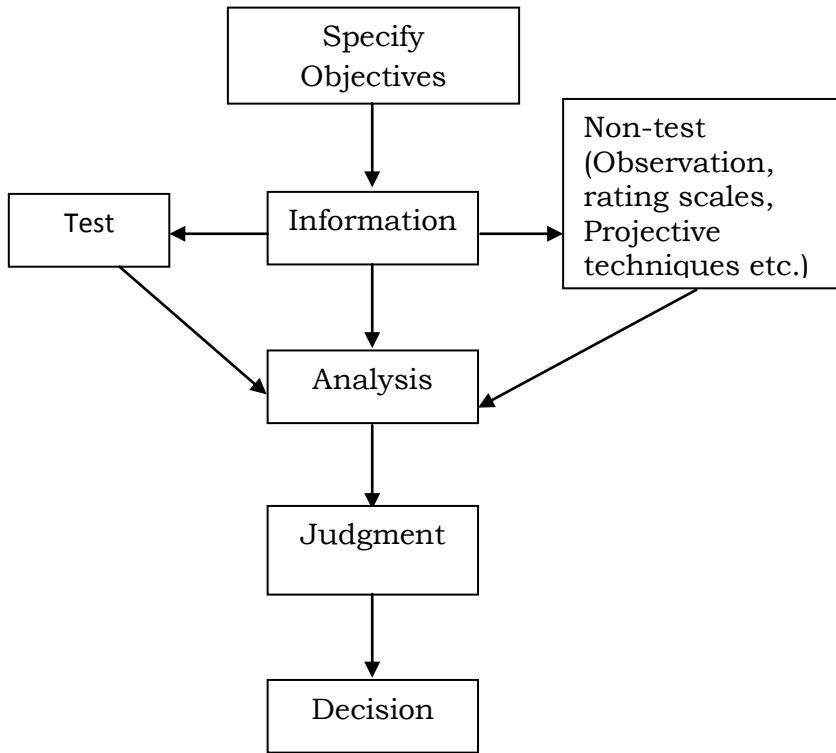 Specify
Objectives
Non-test
(Observation,
rating scales,
Projective
techniques etc.)
Test
Information
Analysis
Judgment
Decision